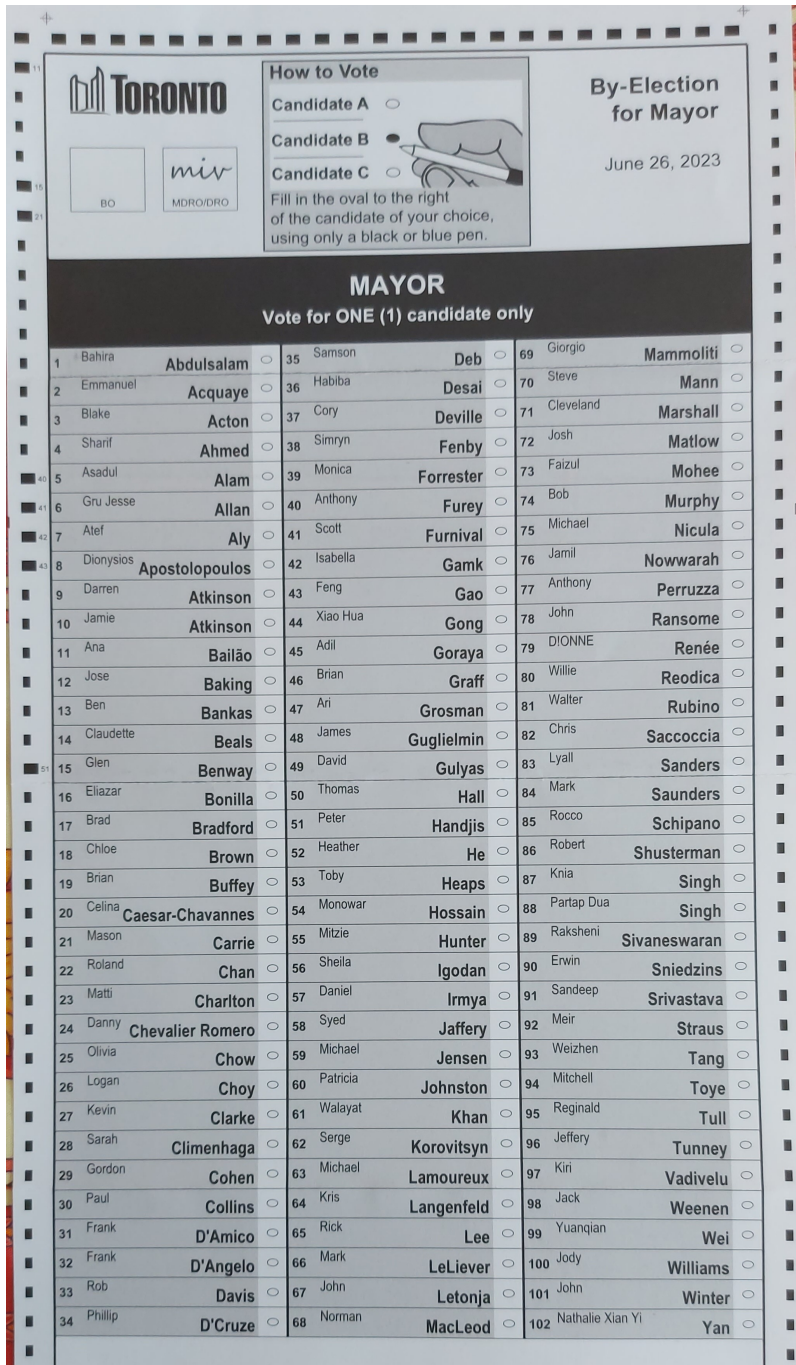 TORONTO
BO
miv
MDRO/DRO
How to Vote
Candidate A
Candidate B
Candidate C
Fill in the oval to the right
of the candidate of your choice,
using only a black or blue pen.
By-Election
for Mayor
June 26, 2023
MAYOR
Vote for ONE (1) candidate only
1 Bahira Abdulsalam
2 Emmanuel Acquaye
3 Blake Acton
4 Sharif Ahmed
5 Asadul Alam
6 Gru Jesse Allan
7 Atef Aly
8 Dionysios Apostolopoulos
9 Darren Atkinson
10 Jamie Atkinson
11 Ana Bailão
12 Jose Baking
13 Ben Bankas
14 Claudette Beals
15 Glen Benway
16 Eliazar Bonilla
17 Brad Bradford
18 Chloe Brown
19 Brian Buffey
20 Celina Caesar-Chavannes
21 Mason Carrie
22 Roland Chan
23 Matti Charlton
24 Danny Chevalier Romero
25 Olivia Chow
26 Logan Choy
27 Kevin Clarke
28 Sarah Climenhaga
29 Gordon Cohen
30 Paul Collins
31 Frank D'Amico
32 Frank D'Angelo
33 Rob Davis
34 Phillip D'Cruze
35 Samson Deb
36 Habiba Desai
37 Cory Deville
38 Simryn Fenby
39 Monica Forrester
40 Anthony Furey
41 Scott Furnival
42 Isabella Gamk
43 Feng Gao
44 Xiao Hua Gong
45 Adil Goraya
46 Brian Graff
47 Ari Grosman
48 James Guglielmin
49 David Gulyas
50 Thomas Hall
51 Peter Handjis
52 Heather He
53 Toby Heaps
54 Monowar Hossain
55 Mitzie Hunter
56 Sheila Igodan
57 Daniel Irmya
58 Syed Jaffery
59 Michael Jensen
60 Patricia Johnston
61 Walayat Khan
62 Serge Korovitsyn
63 Michael Lamoureux
64 Kris Langenfeld
65 Rick Lee
66 Mark LeLiever
67 John Letonja
68 Norman MacLeod
69 Giorgio Mammoliti
70 Steve Mann
71 Cleveland Marshall
72 Josh Matlow
73 Faizul Mohee
74 Bob Murphy
75 Michael Nicula
76 Jamil Nowwarah
77 Anthony Perruzza
78 John Ransome
79 D!ONNE Renée
80 Willie Reodica
81 Walter Rubino
82 Chris Saccoccia
83 Lyall Sanders
84 Mark Saunders
85 Rocco Schipano
86 Robert Shusterman
87 Knia Singh
88 Partap Dua Singh
89 Raksheni Sivaneswaran
90 Erwin Sniedzins
91 Sandeep Srivastava
92 Meir Straus
93 Weizhen Tang
94 Mitchell Toye
95 Reginald Tull
96 Jeffery Tunney
97 Kiri Vadivelu
98 Jack Weenen
99 Yuanqian Wei
100 Jody Williams
101 John Winter
102 Nathalie Xian Yi Yan
11
15
21
40
41
42
43
51